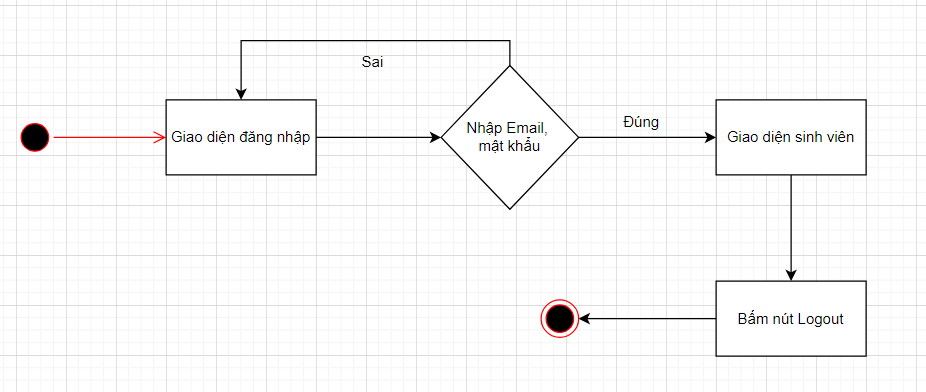 Sai
Giao diện đăng nhập
Nhập Email,
mật khẩu
Đúng
Giao diện sinh viên
Bấm nút Logout